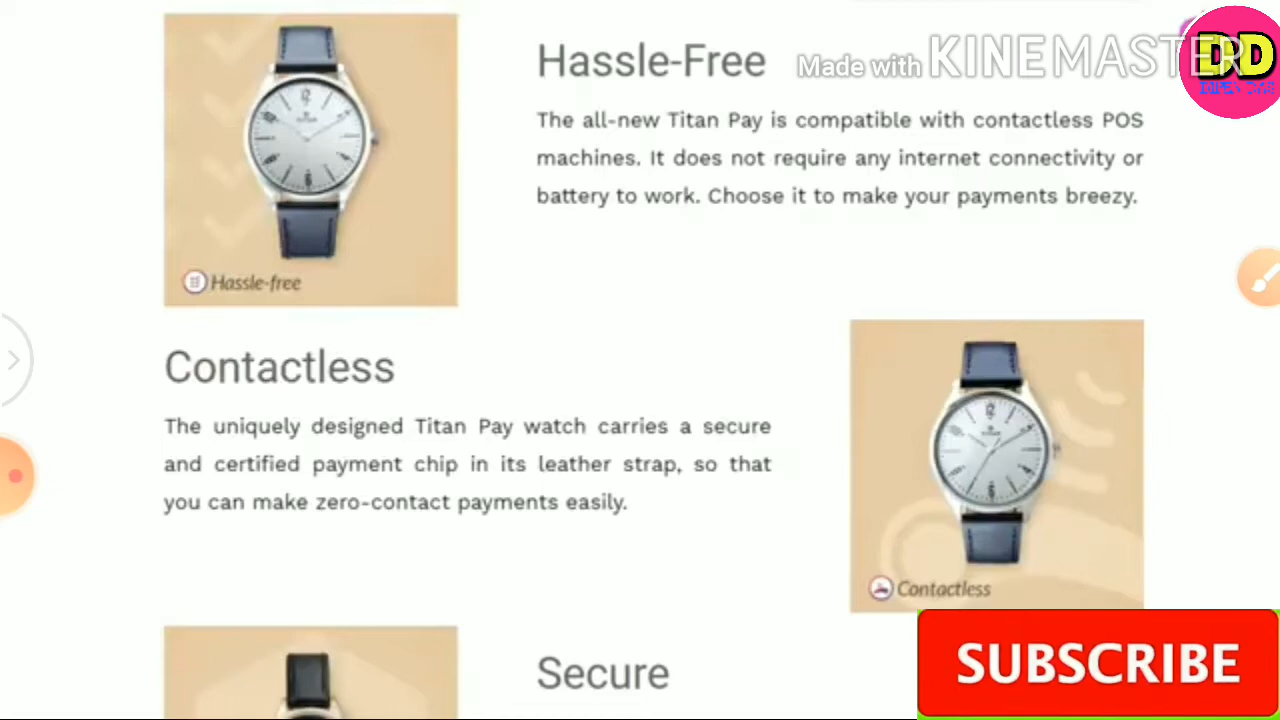 Hassle-Free
Made with KINEMASTER
DD
The all-new Titan Pay is compatible with contactless POS
machines. It does not require any internet connectivity or
battery to work. Choose it to make your payments breezy.
Hassle-free
Contactless
The uniquely designed Titan Pay watch carries a secure
and certified payment chip in its leather strap, so that
you can make zero-contact payments easily.
Contactless
Secure
SUBSCRIBE